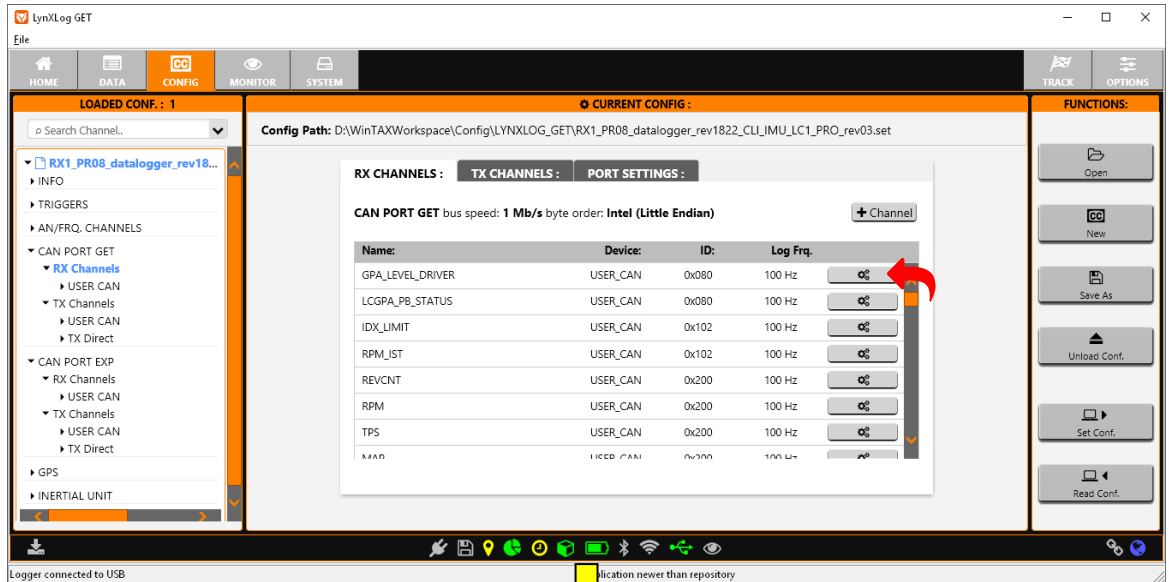 LynXLog GET
File
HOME DATA CONFIG MONITOR SYSTEM TRACK OPTIONS
LOADED CONF. : 1
Search Channel..
RX1_PR08_datalogger_rev18...
INFO
TRIGGERS
AN/FRQ. CHANNELS
CAN PORT GET
RX Channels
USER CAN
TX Channels
USER CAN
TX Direct
CAN PORT EXP
RX Channels
USER CAN
TX Channels
USER CAN
TX Direct
GPS
INERTIAL UNIT
CURRENT CONFIG :
Config Path: D:\WinTAXWorkspace\Config\LYNXLOG_GET\RX1_PR08_datalogger_rev1822_CLI_IMU_LC1_PRO_rev03.set
RX CHANNELS : TX CHANNELS : PORT SETTINGS :
CAN PORT GET bus speed: 1 Mb/s byte order: Intel (Little Endian) + Channel
Name: Device: ID: Log Frq.
GPA_LEVEL_DRIVER USER_CAN 0x080 100 Hz
LCGPA_PB_STATUS USER_CAN 0x080 100 Hz
IDX_LIMIT USER_CAN 0x102 100 Hz
RPM_IST USER_CAN 0x102 100 Hz
REVCNT USER_CAN 0x200 100 Hz
RPM USER_CAN 0x200 100 Hz
TPS USER_CAN 0x200 100 Hz
MAP USER_CAN 0x200 100 Hz
FUNCTIONS:
Open
CC
New
Save As
Unload Conf.
Set Conf.
Read Conf.
Logger connected to USB
plication newer than repository